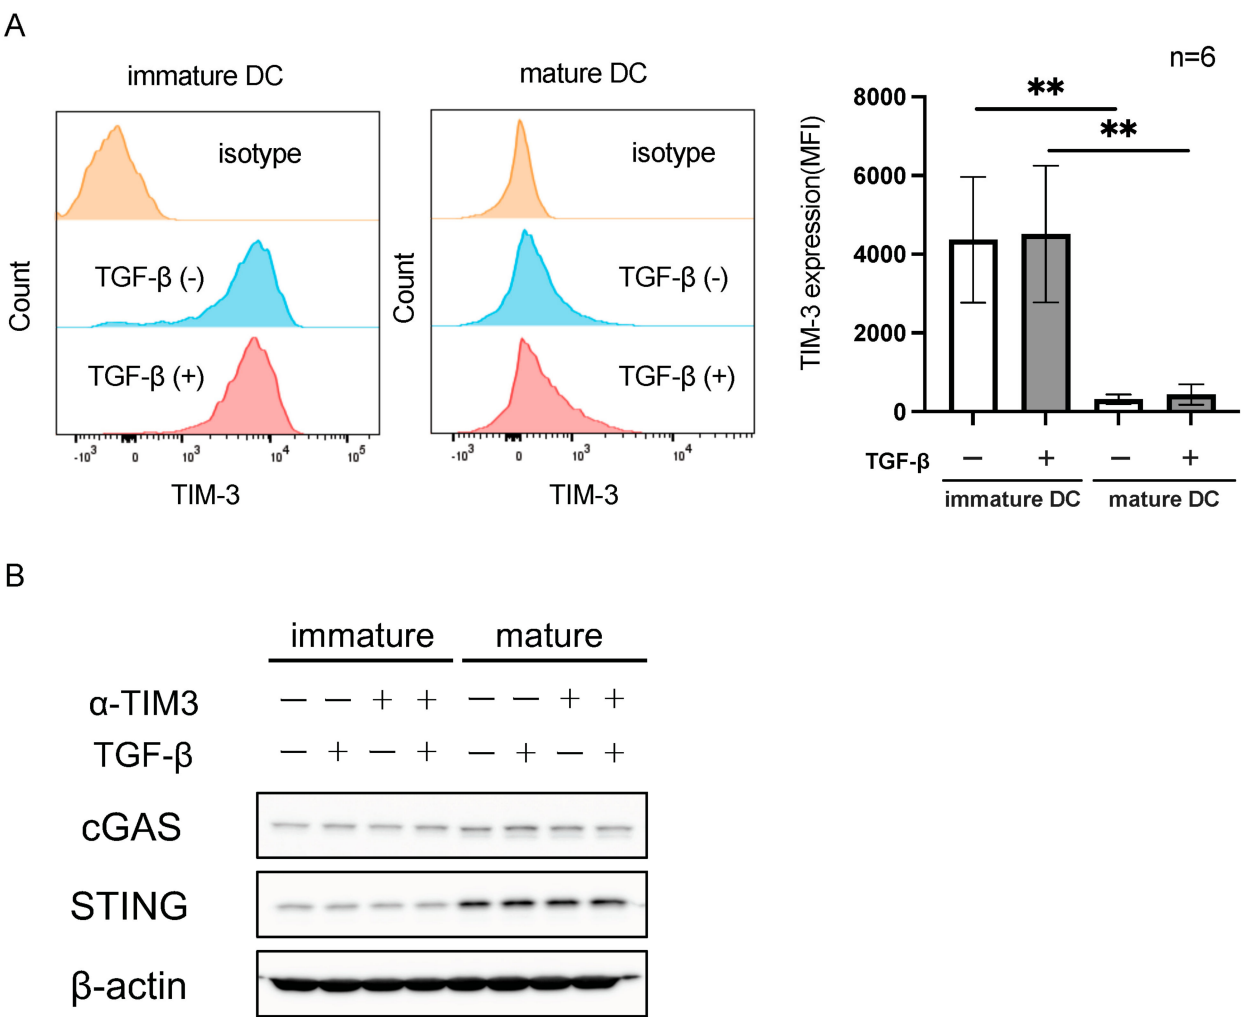 A
immature DC
mature DC
n=6
isotype
TGF-β (-)
TGF-β (+)
Count
-10³ 0 10³ 10⁴ 10⁵
TIM-3
isotype
TGF-β (-)
TGF-β (+)
Count
-10³ 0 10³ 10⁴
TIM-3
TIM-3 expression(MFI)
8000
6000
4000
2000
0
**
**
TGF-β − + − +
immature DC mature DC
B
immature mature
α-TIM3 − − + + − − + +
TGF-β − + − + − + − +
cGAS
STING
β-actin